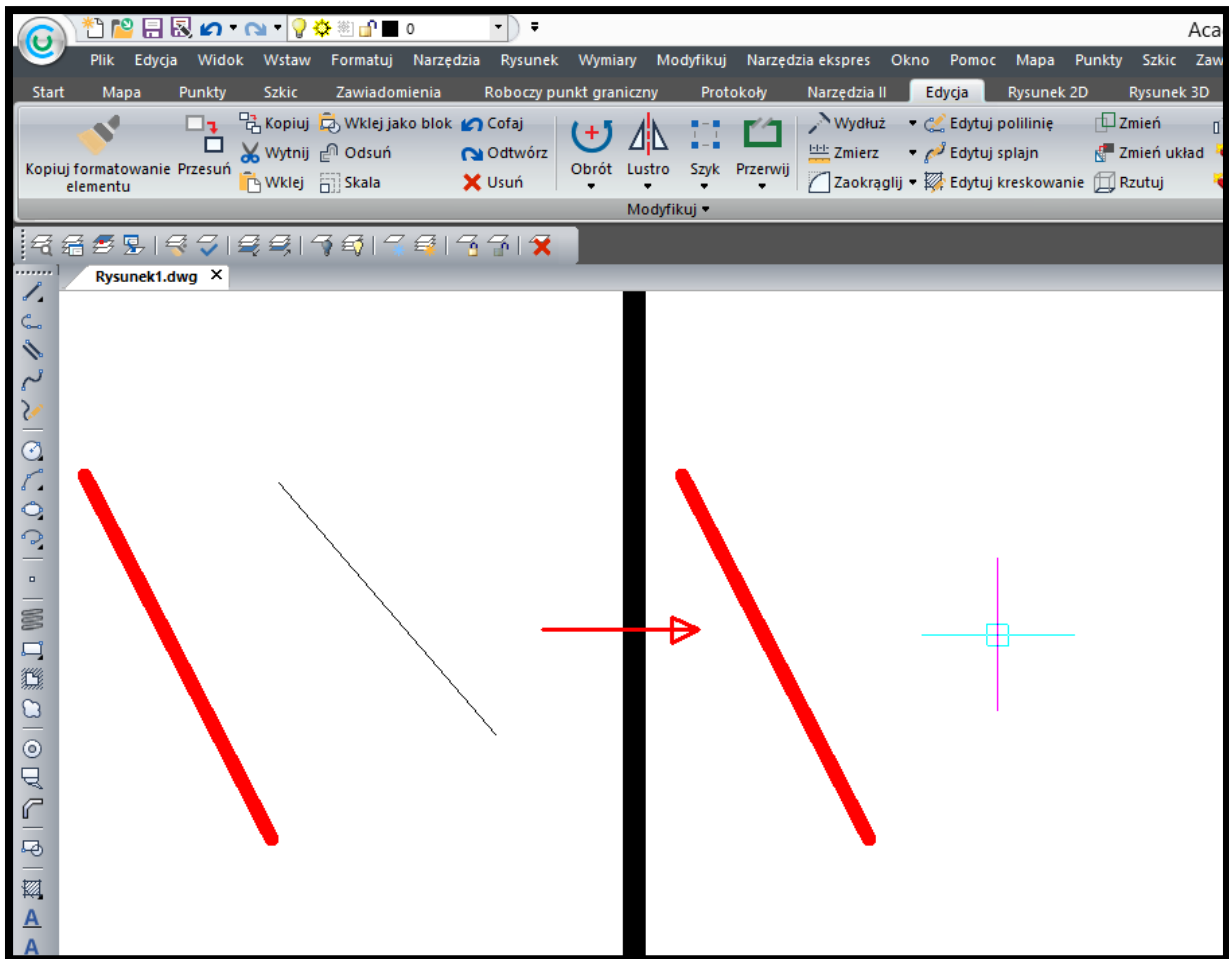 0
Aca
Plik Edycja Widok Wstaw Formatuj Narzędzia Rysunek Wymiary Modyfikuj Narzędzia ekspres Okno Pomoc Mapa Punkty Szkic Zaw
Start Mapa Punkty Szkic Zawiadomienia Roboczy punkt graniczny Protokoły Narzędzia II Edycja Rysunek 2D Rysunek 3D
Kopiuj Wklej jako blok Cofaj Wydłuż Edytuj polilinię Zmień
Wytnij Odsuń Odtwórz Zmierz Edytuj splajn Zmień układ
Kopiuj formatowanie elementu Przesuń Obrót Lustro Szyk Przerwij
Wklej Skala Usuń Zaokrąglij Edytuj kreskowanie Rzutuj
Modyfikuj
Rysunek1.dwg X
A
A